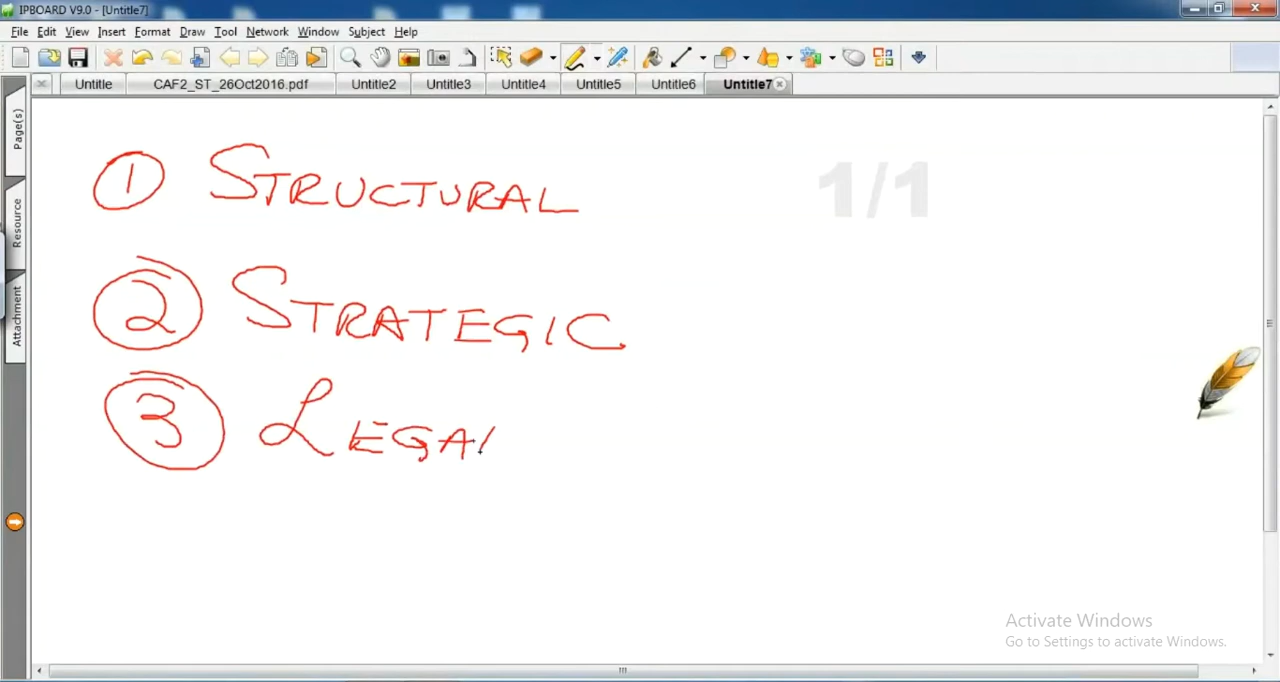 IPBOARD V9.0 - [Untitle7]
File Edit View Insert Format Draw Tool Network Window Subject Help
Untitle CAF2_ST_26Oct2016.pdf Untitle2 Untitle3 Untitle4 Untitle5 Untitle6 Untitle7
Page(s)
Resource
Attachment
1/1
1 STRUCTURAL
2 STRATEGIC
3 LEGAL
Activate Windows
Go to Settings to activate Windows.